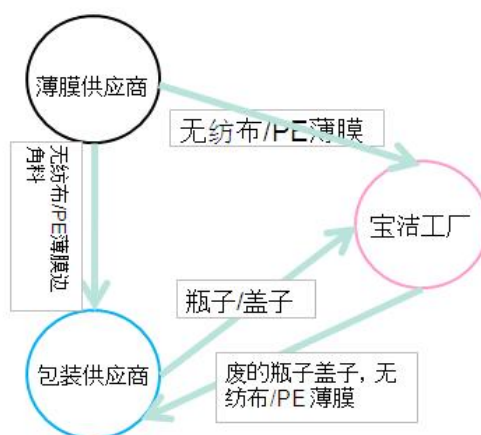 薄膜供应商
无纺布/PE薄膜
无纺布/PE薄膜边
角料
宝洁工厂
瓶子/盖子
包装供应商
废的瓶子盖子，无
纺布/PE薄膜